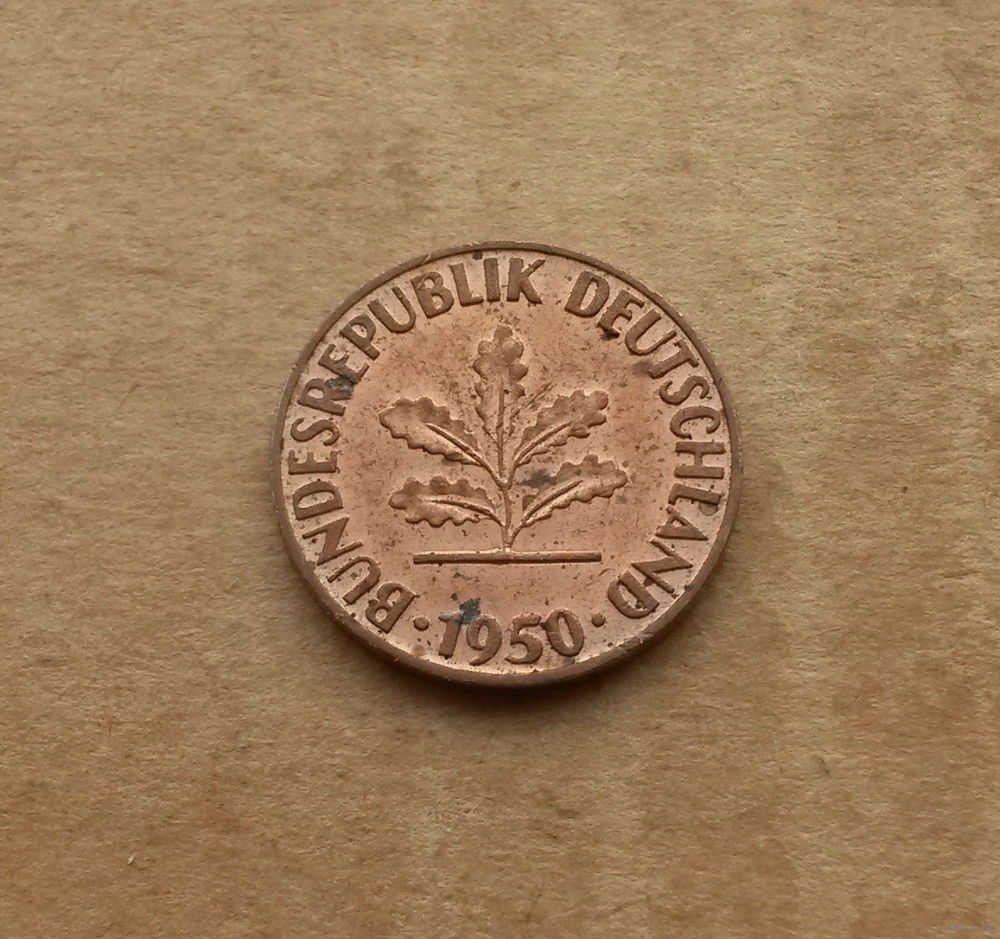 BUNDESREPUBLIK DEUTSCHLAND
· 1950 ·